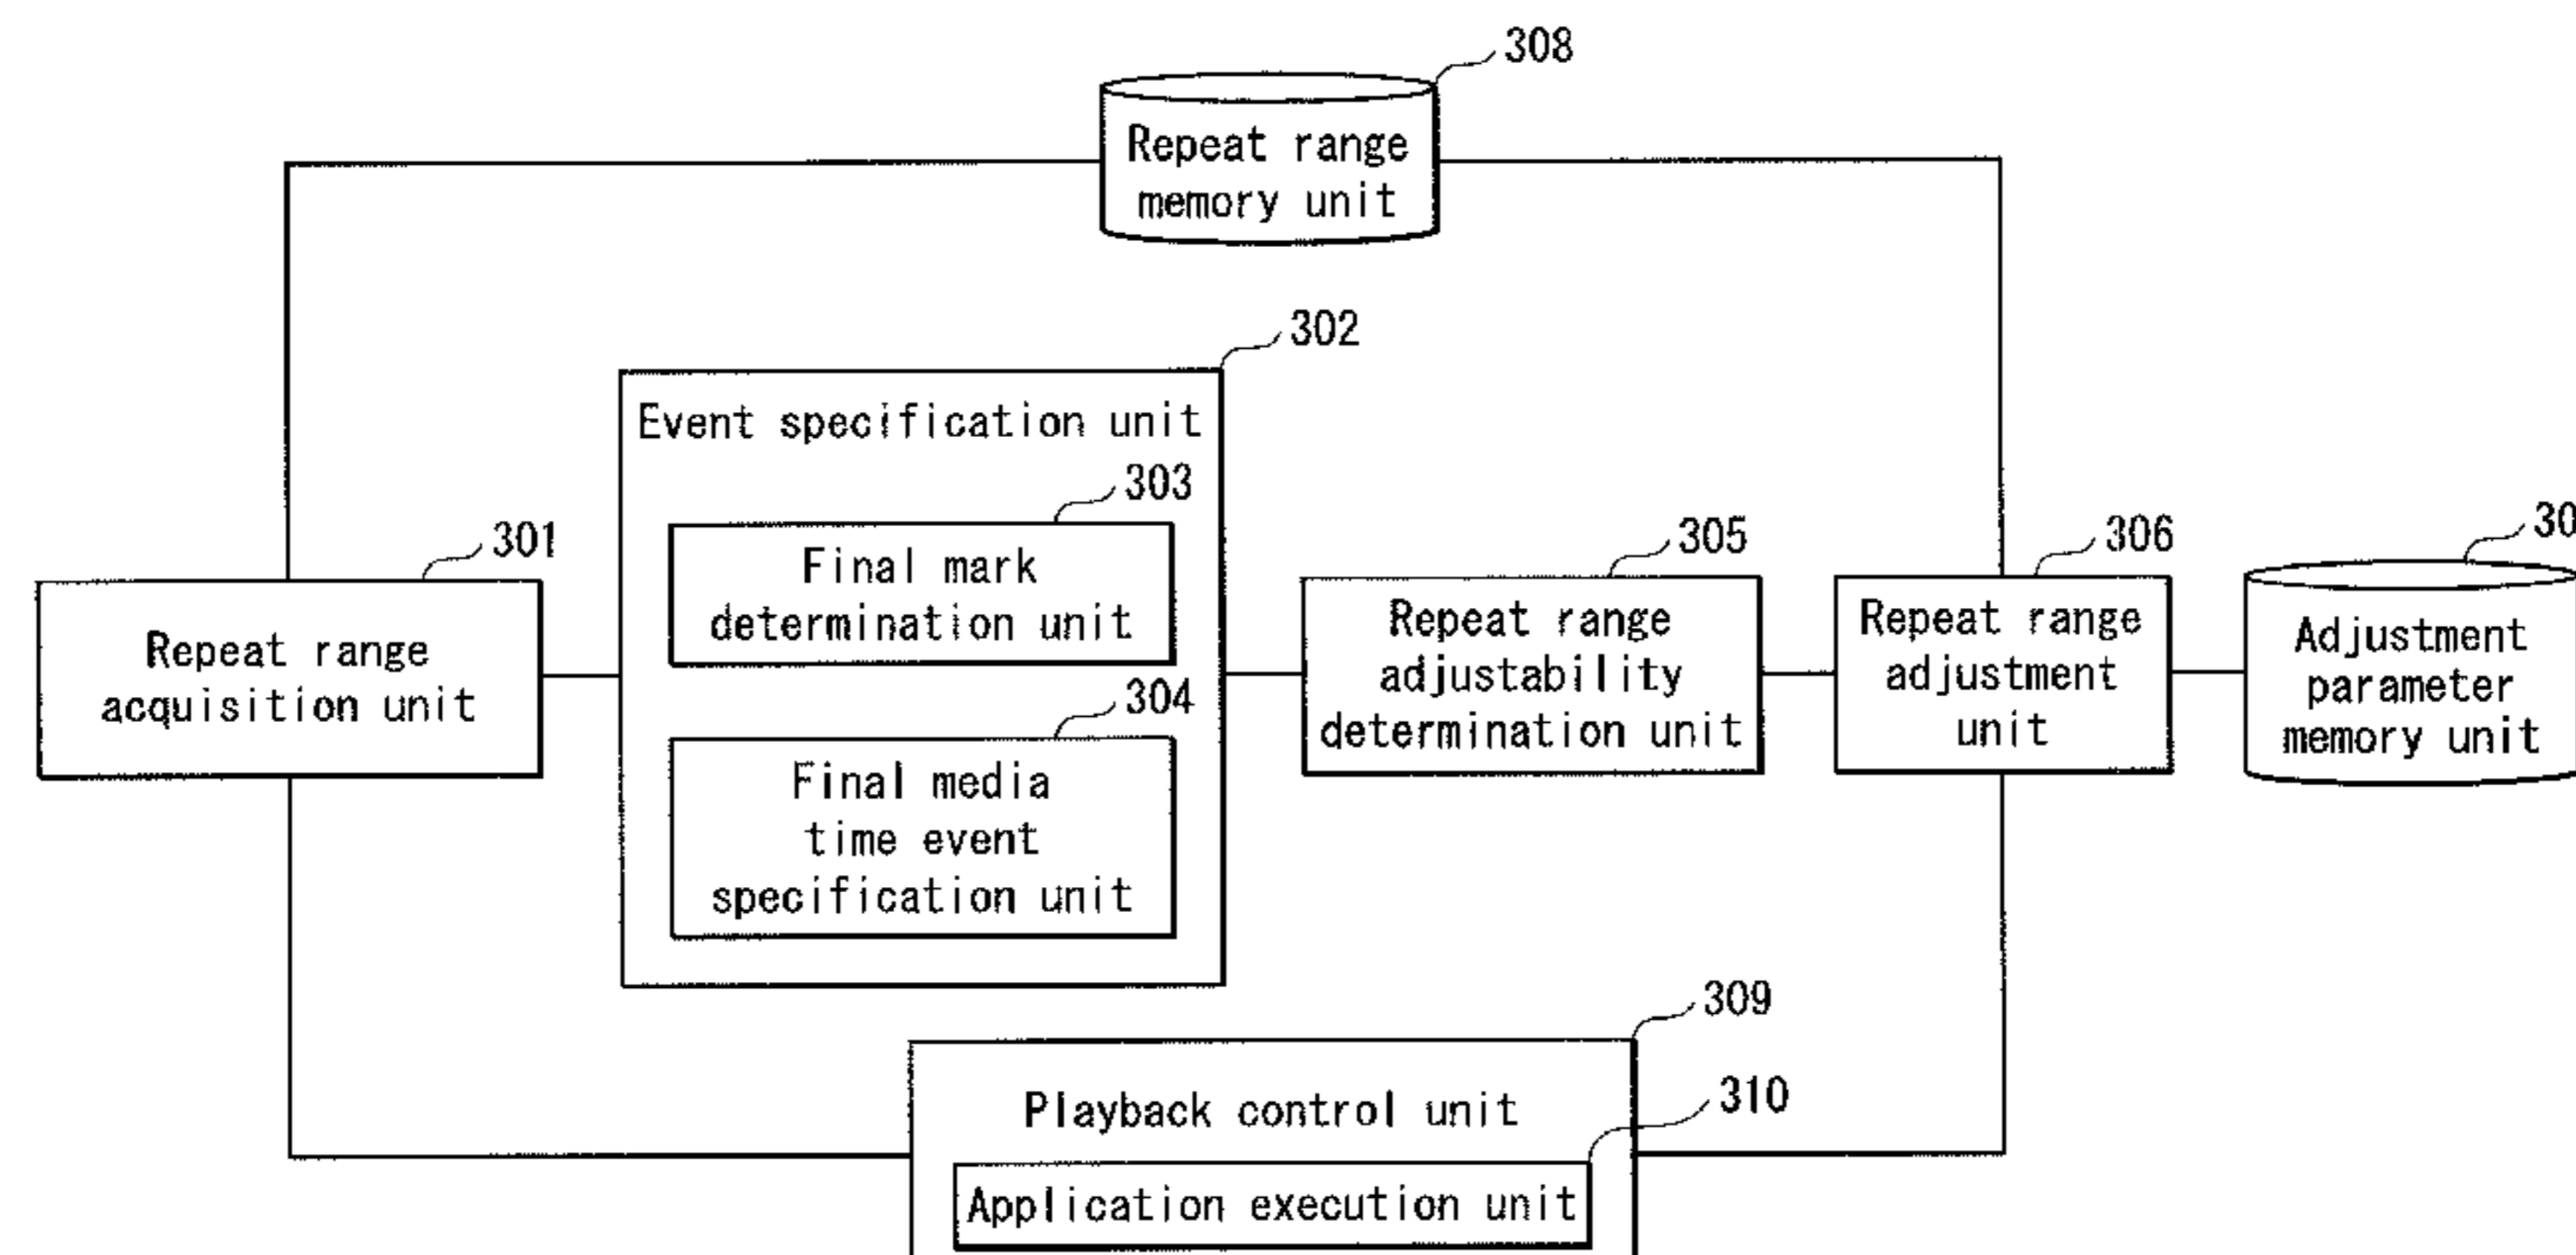 308
Repeat range
memory unit
302
Event specification unit
303
Final mark
determination unit
304
Final media
time event
specification unit
301
Repeat range
acquisition unit
305
Repeat range
adjustability
determination unit
306
Repeat range
adjustment
unit
30
Adjustment
parameter
memory unit
309
Playback control unit
310
Application execution unit